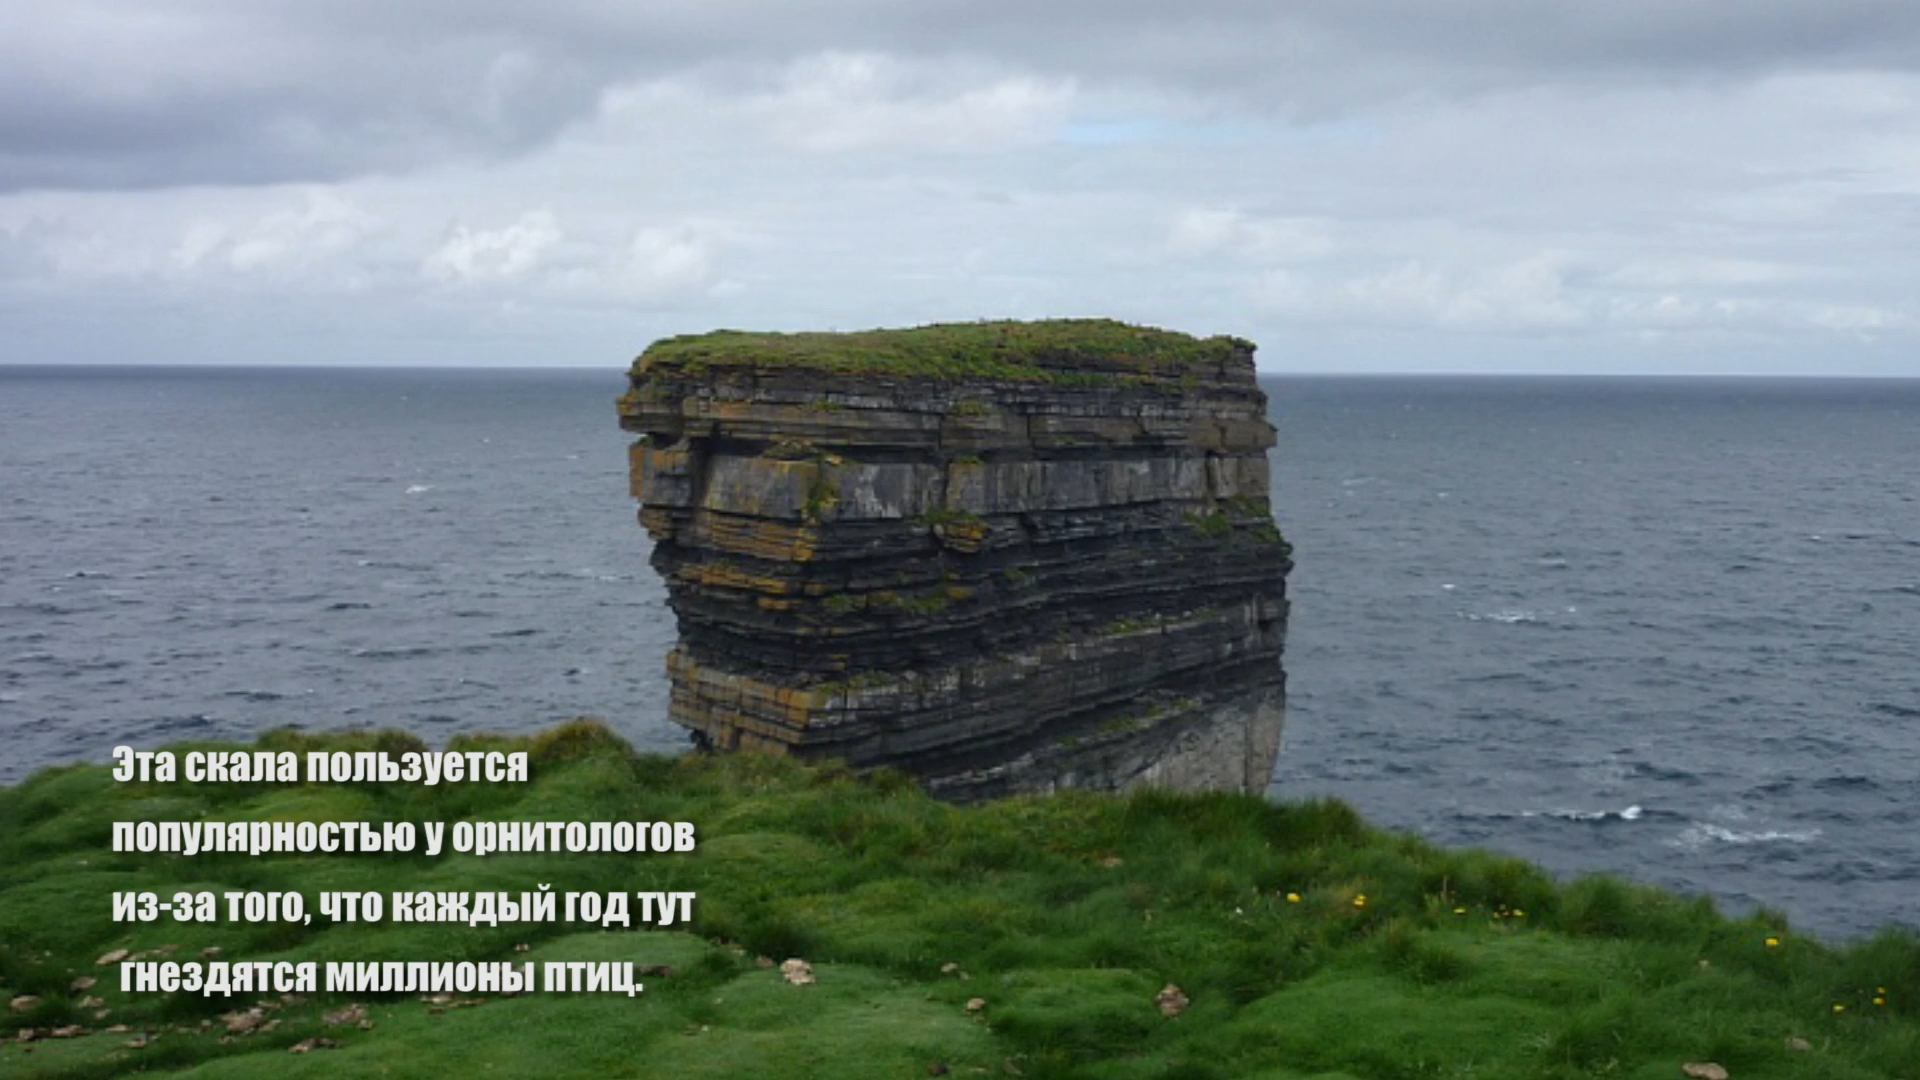 Эта скала пользуется
популярностью у орнитологов
из-за того, что каждый год тут
гнездятся миллионы птиц.